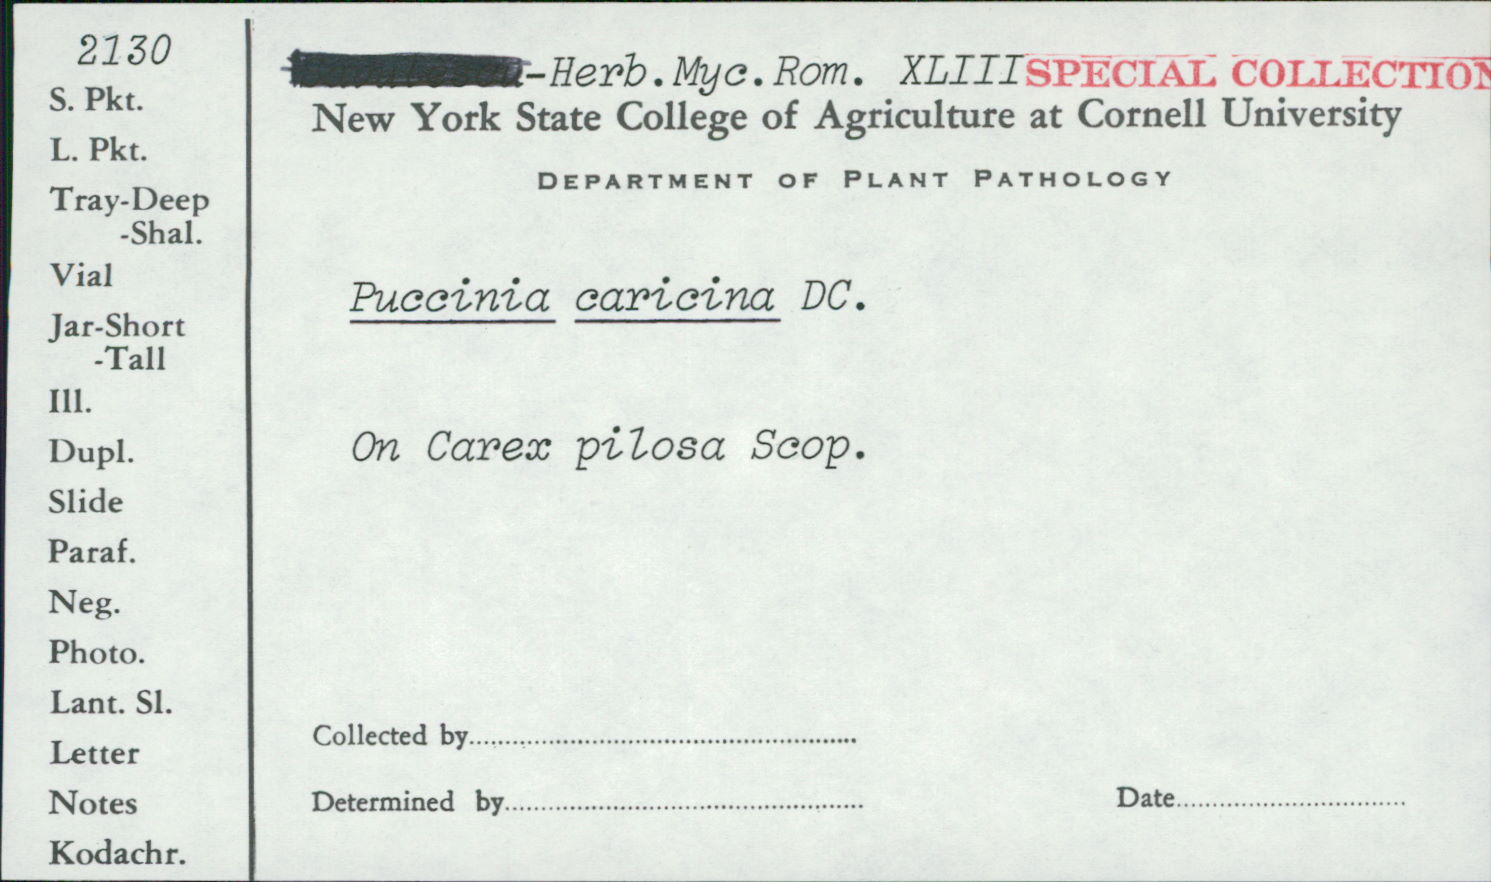 2130
S. Pkt.
L. Pkt.
Tray-Deep
-Shal.
Vial
Jar-Short
-Tall
Ill.
Dupl.
Slide
Paraf.
Neg.
Photo.
Lant. Sl.
Letter
Notes
Kodachr.
-Herb.Myc.Rom. XLIII SPECIAL COLLECTION
New York State College of Agriculture at Cornell University
DEPARTMENT OF PLANT PATHOLOGY
Puccinia caricina DC.
On Carex pilosa Scop.
Collected by
Determined by
Date